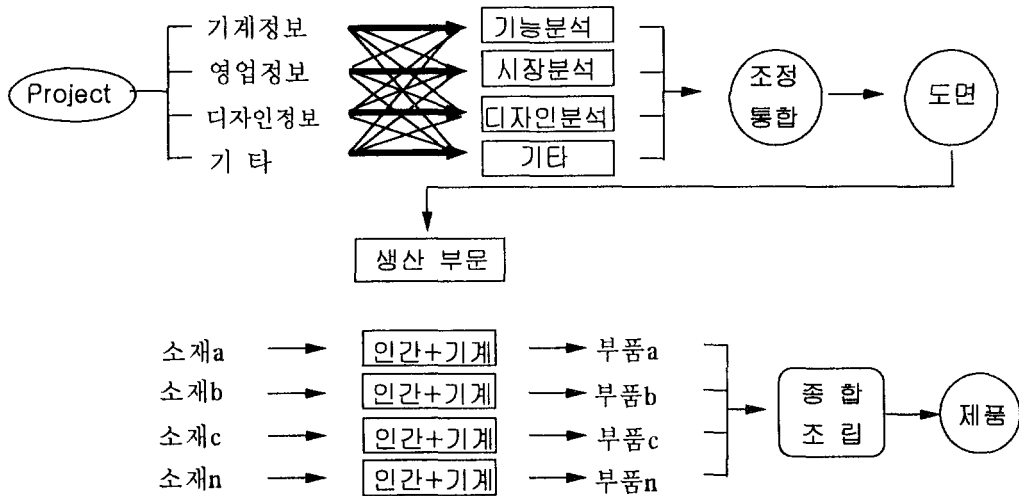 Project
기계정보
영업정보
디자인정보
기 타
기능분석
시장분석
디자인분석
기타
조정
통합
도면
생산 부문
소재a
인간+기계
부품a
소재b
인간+기계
부품b
소재c
인간+기계
부품c
소재n
인간+기계
부품n
종 합
조 립
제품